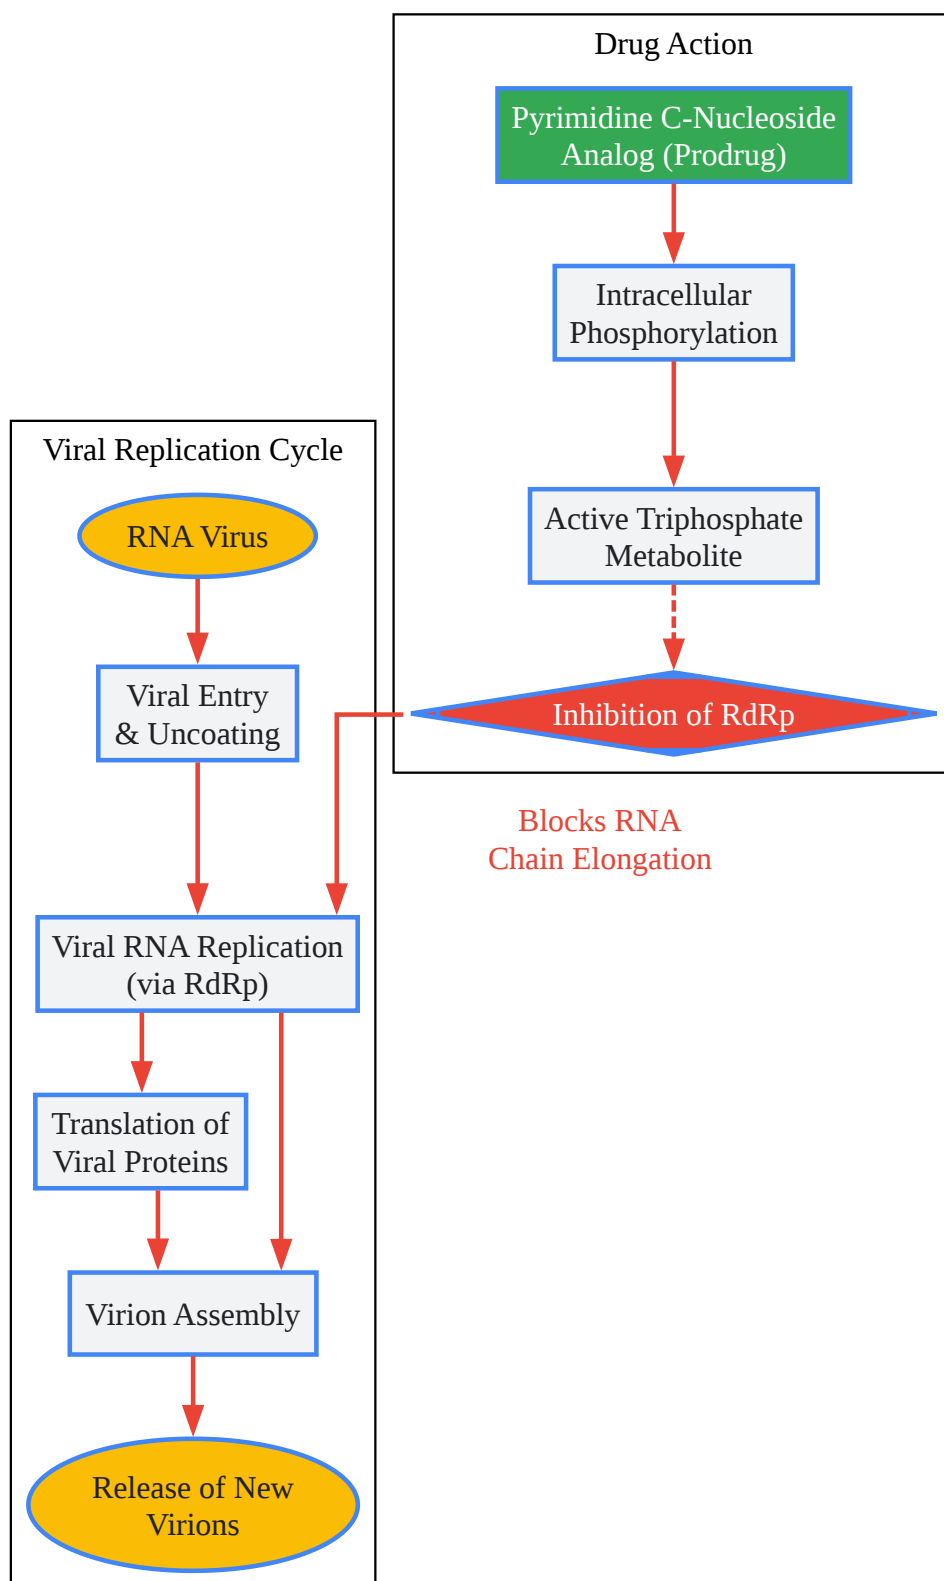 Drug Action
Pyrimidine C-Nucleoside
Analog (Prodrug)
Intracellular
Phosphorylation
Active Triphosphate
Metabolite
Inhibition of RdRp
Blocks RNA
Chain Elongation
Viral Replication Cycle
RNA Virus
Viral Entry
& Uncoating
Viral RNA Replication
(via RdRp)
Translation of
Viral Proteins
Virion Assembly
Release of New
Virions